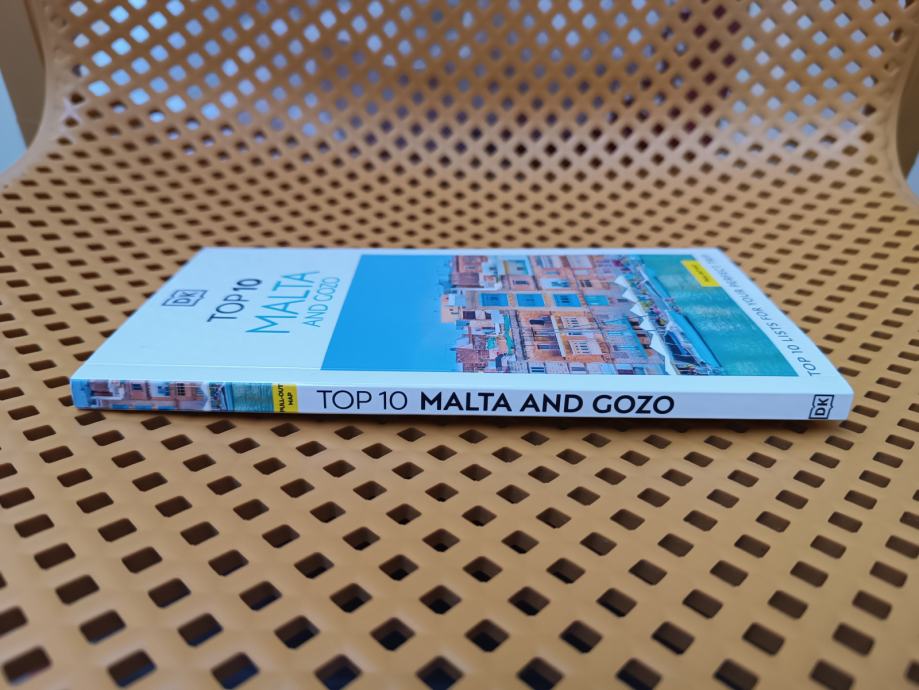 DK
TOP 10
MALTA
AND GOZO
TOP 10 LISTS FOR YOUR PERFECT TRIP
PULL-OUT
MAP
TOP 10 MALTA AND GOZO
DK